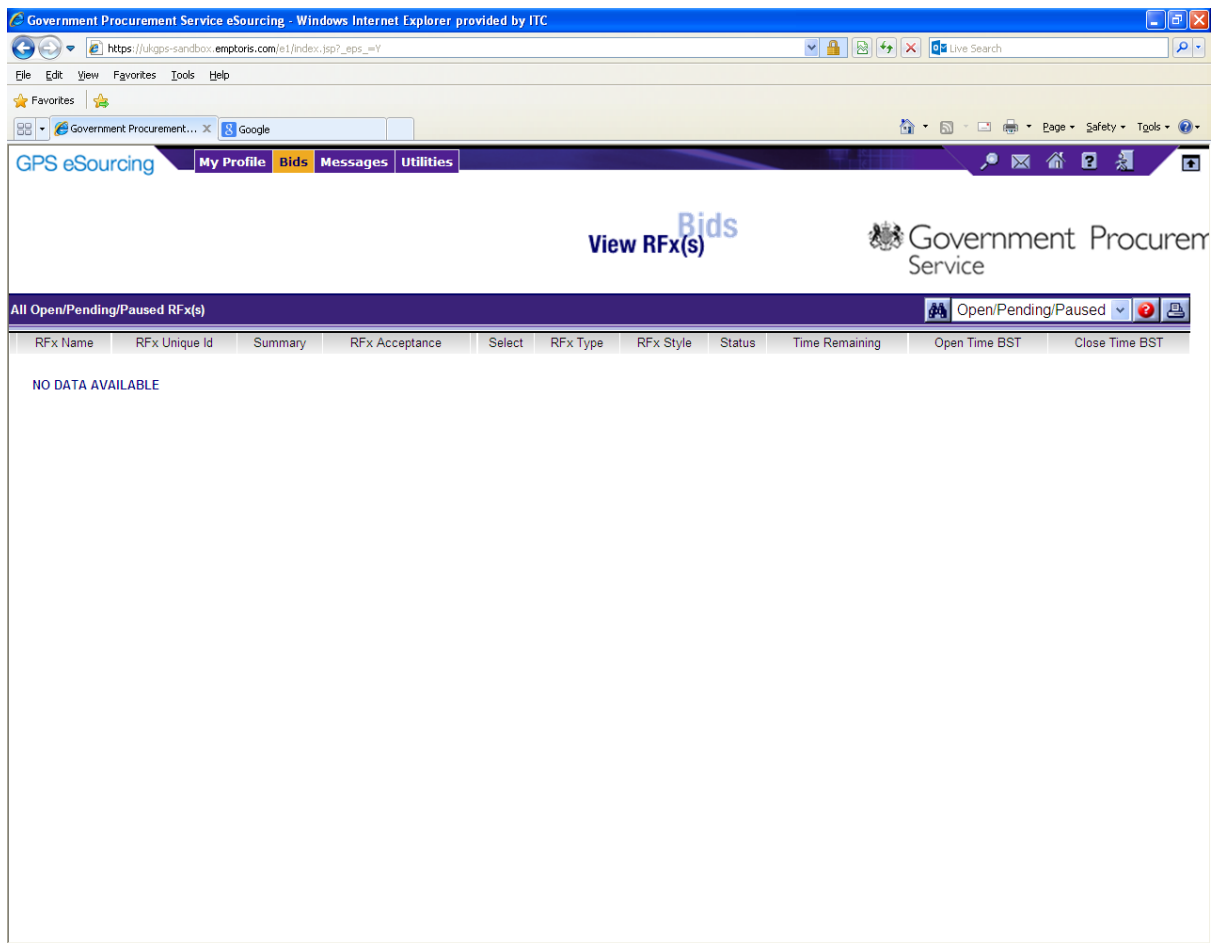 Government Procurement Service eSourcing - Windows Internet Explorer provided by ITC
https://ukgps-sandbox.emptoris.com/e1/index.jsp?_eps_=Y
Live Search
File Edit View Favorites Tools Help
Favorites
Government Procurement... X Google
Page Safety Tools
GPS eSourcing My Profile Bids Messages Utilities
Bids
View RFx(s)
Government Procurem
Service
All Open/Pending/Paused RFx(s) Open/Pending/Paused
RFx Name RFx Unique Id Summary RFx Acceptance Select RFx Type RFx Style Status Time Remaining Open Time BST Close Time BST
NO DATA AVAILABLE